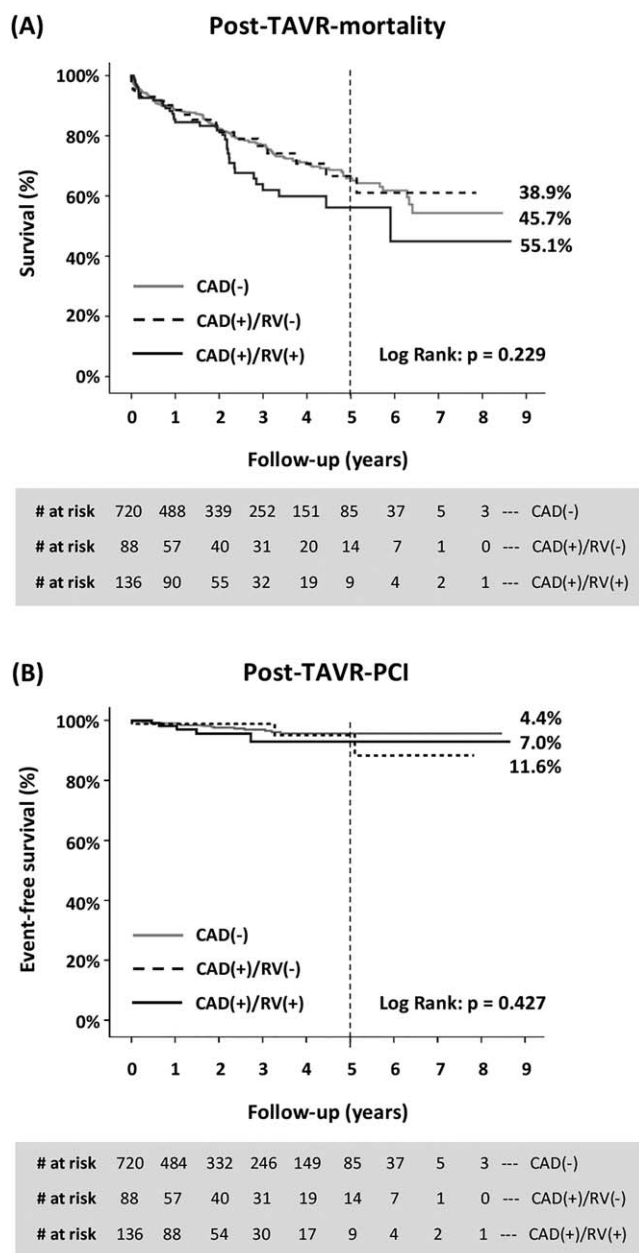 (A) Post-TAVR-mortality
100%
80%
60%
40%
20%
0%
Survival (%)
38.9%
45.7%
55.1%
CAD(-)
CAD(+)/RV(-)
CAD(+)/RV(+)
Log Rank: p = 0.229
0 1 2 3 4 5 6 7 8 9
Follow-up (years)
# at risk 720 488 339 252 151 85 37 5 3 --- CAD(-)
# at risk 88 57 40 31 20 14 7 1 0 --- CAD(+)/RV(-)
# at risk 136 90 55 32 19 9 4 2 1 --- CAD(+)/RV(+)
(B) Post-TAVR-PCI
100%
80%
60%
40%
20%
0%
Event-free survival (%)
4.4%
7.0%
11.6%
CAD(-)
CAD(+)/RV(-)
CAD(+)/RV(+)
Log Rank: p = 0.427
0 1 2 3 4 5 6 7 8 9
Follow-up (years)
# at risk 720 484 332 246 149 85 37 5 3 --- CAD(-)
# at risk 88 57 40 31 19 14 7 1 0 --- CAD(+)/RV(-)
# at risk 136 88 54 30 17 9 4 2 1 --- CAD(+)/RV(+)